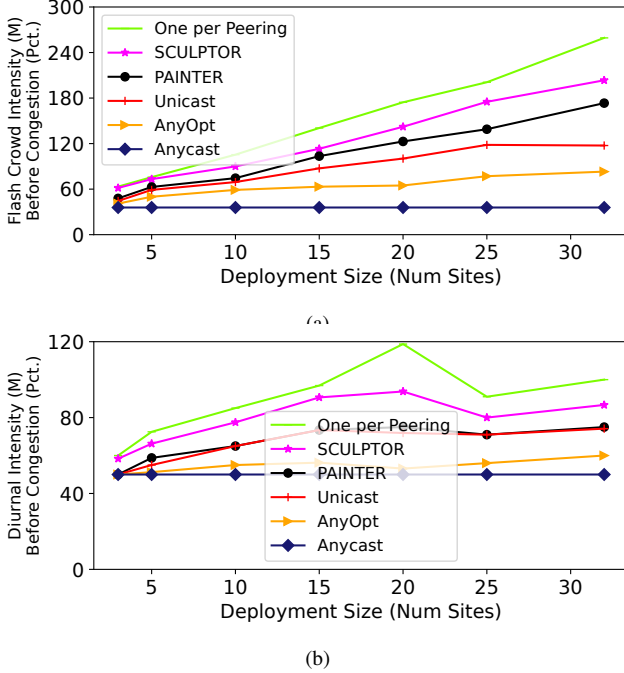 300
240
180
120
60
0
Flash Crowd Intensity (M)
Before Congestion (Pct.)
One per Peering
SCULPTOR
PAINTER
Unicast
AnyOpt
Anycast
5 10 15 20 25 30
Deployment Size (Num Sites)
(a)
120
80
40
0
Diurnal Intensity (M)
Before Congestion (Pct.)
One per Peering
SCULPTOR
PAINTER
Unicast
AnyOpt
Anycast
5 10 15 20 25 30
Deployment Size (Num Sites)
(b)